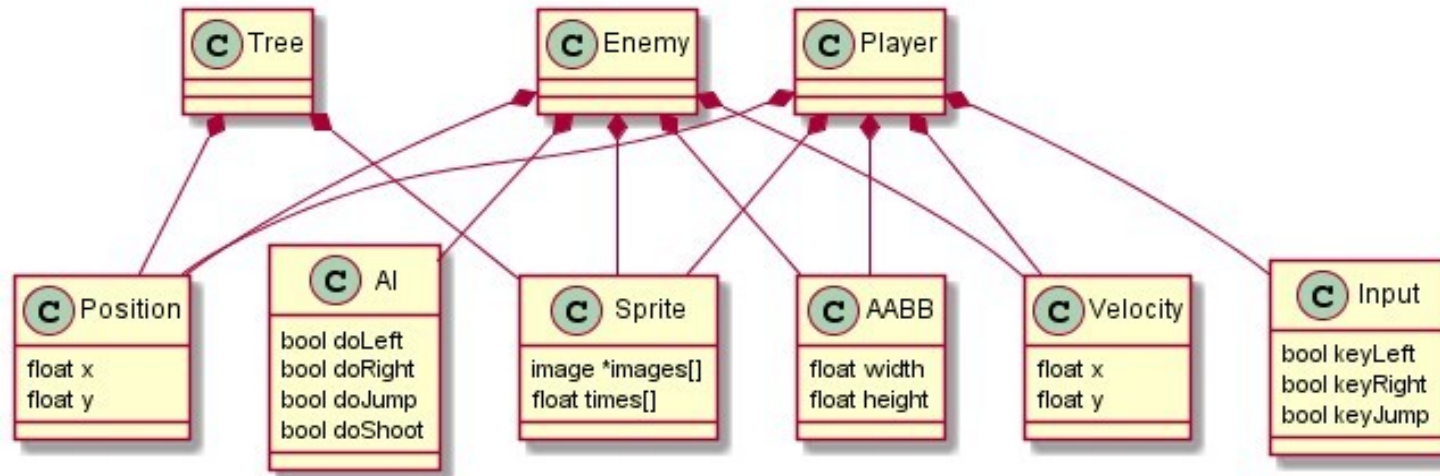 C Tree
C Enemy
C Player
C Position
float x
float y
C AI
bool doLeft
bool doRight
bool doJump
bool doShoot
C Sprite
image *images[]
float times[]
C AABB
float width
float height
C Velocity
float x
float y
C Input
bool keyLeft
bool keyRight
bool keyJump